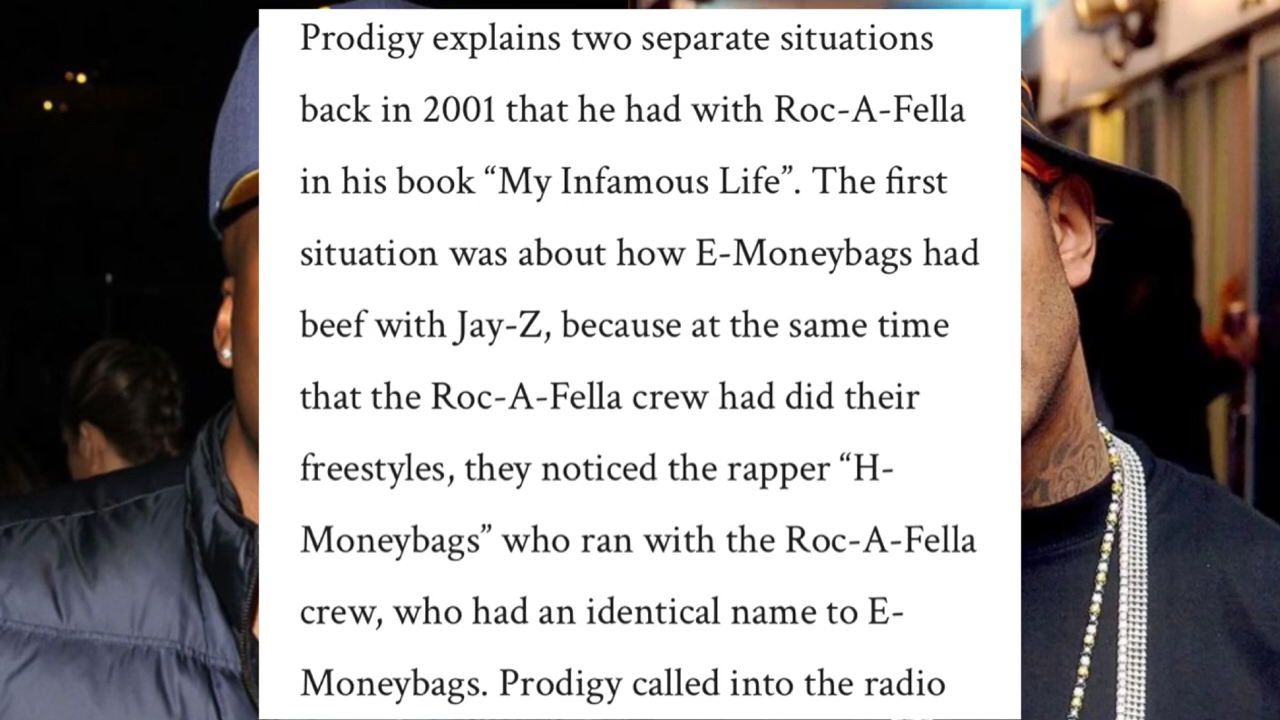 Prodigy explains two separate situations
back in 2001 that he had with Roc-A-Fella
in his book “My Infamous Life”. The first
situation was about how E-Moneybags had
beef with Jay-Z, because at the same time
that the Roc-A-Fella crew had did their
freestyles, they noticed the rapper “H-
Moneybags” who ran with the Roc-A-Fella
crew, who had an identical name to E-
Moneybags. Prodigy called into the radio